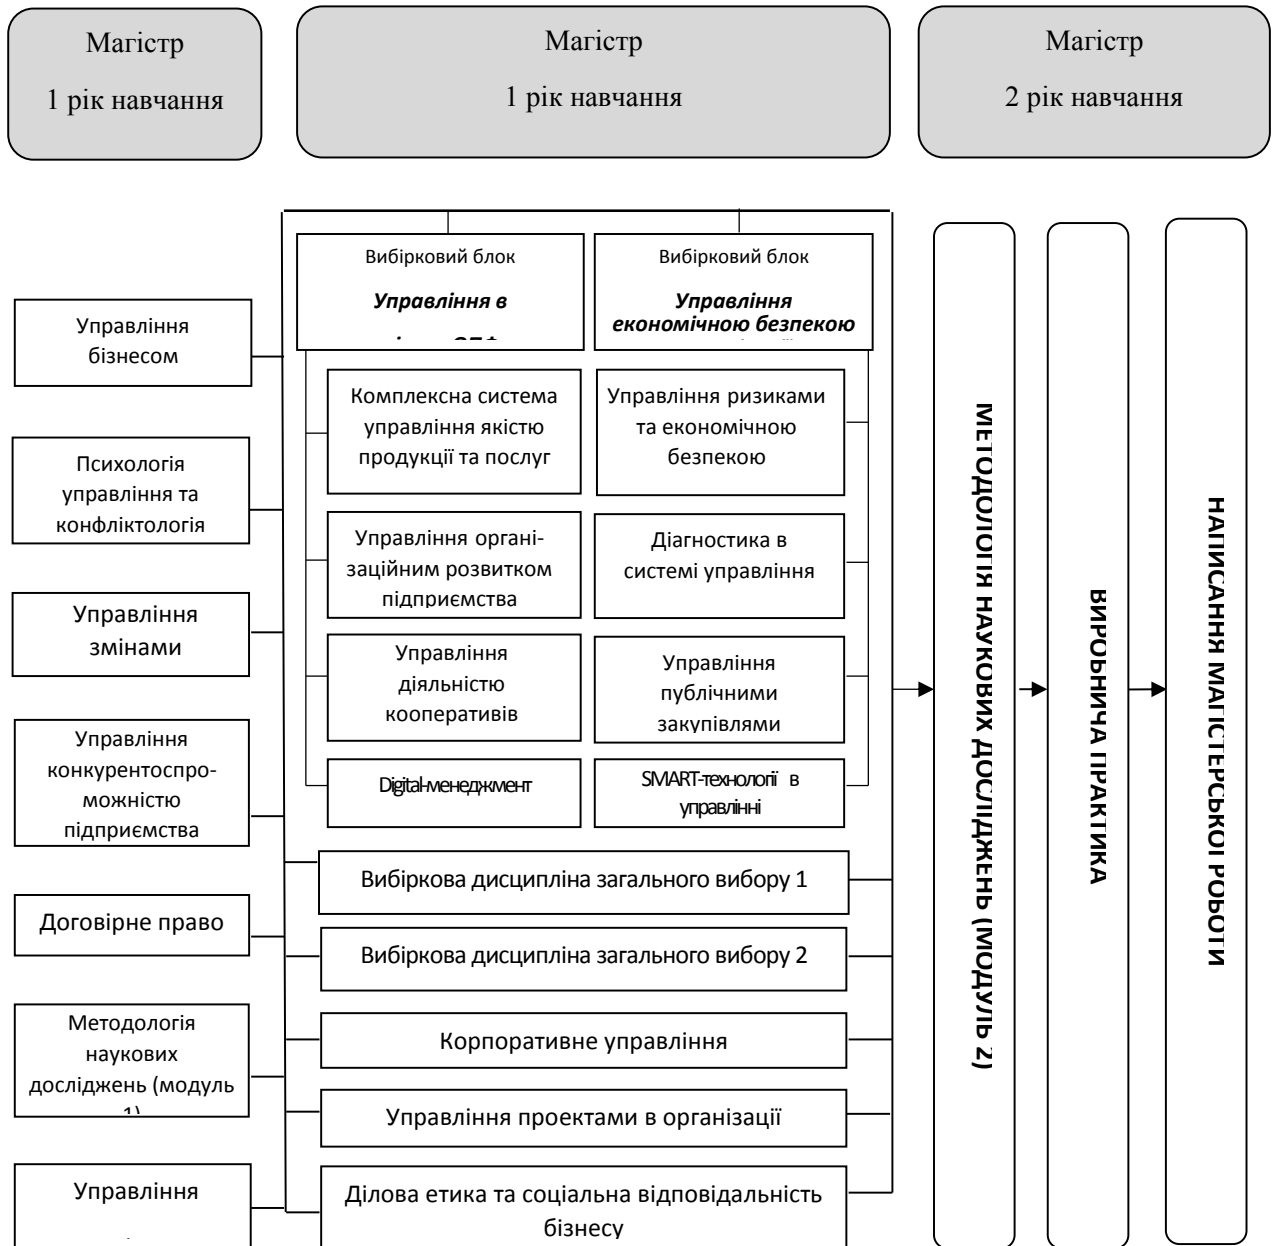 Магістр
1 рік навчання
Магістр
1 рік навчання
Магістр
2 рік навчання
Управління
бізнесом
Психологія
управління та
конфліктологія
Управління
змінами
Управління
конкурентоспро-
можністю
підприємства
Договірне право
Методологія
наукових
досліджень (модуль
1)
Управління
Вибірковий блок
Управління в
Вибірковий блок
Управління
економічною безпекою
Комплексна система
управління якістю
продукції та послуг
Управління органі-
заційним розвитком
підприємства
Управління
діяльністю
кооперативів
Digital-менеджмент
Управління ризиками
та економічною
безпекою
Діагностика в
системі управління
Управління
публічними
закупівлями
SMART-технології в
управлінні
Вибіркова дисципліна загального вибору 1
Вибіркова дисципліна загального вибору 2
Корпоративне управління
Управління проектами в організації
Ділова етика та соціальна відповідальність
бізнесу
МЕТОДОЛОГІЯ НАУКОВИХ ДОСЛІДЖЕНЬ (МОДУЛЬ 2)
ВИРОБНИЧА ПРАКТИКА
НАПИСАННЯ МАГІСТЕРСЬКОЇ РОБОТИ